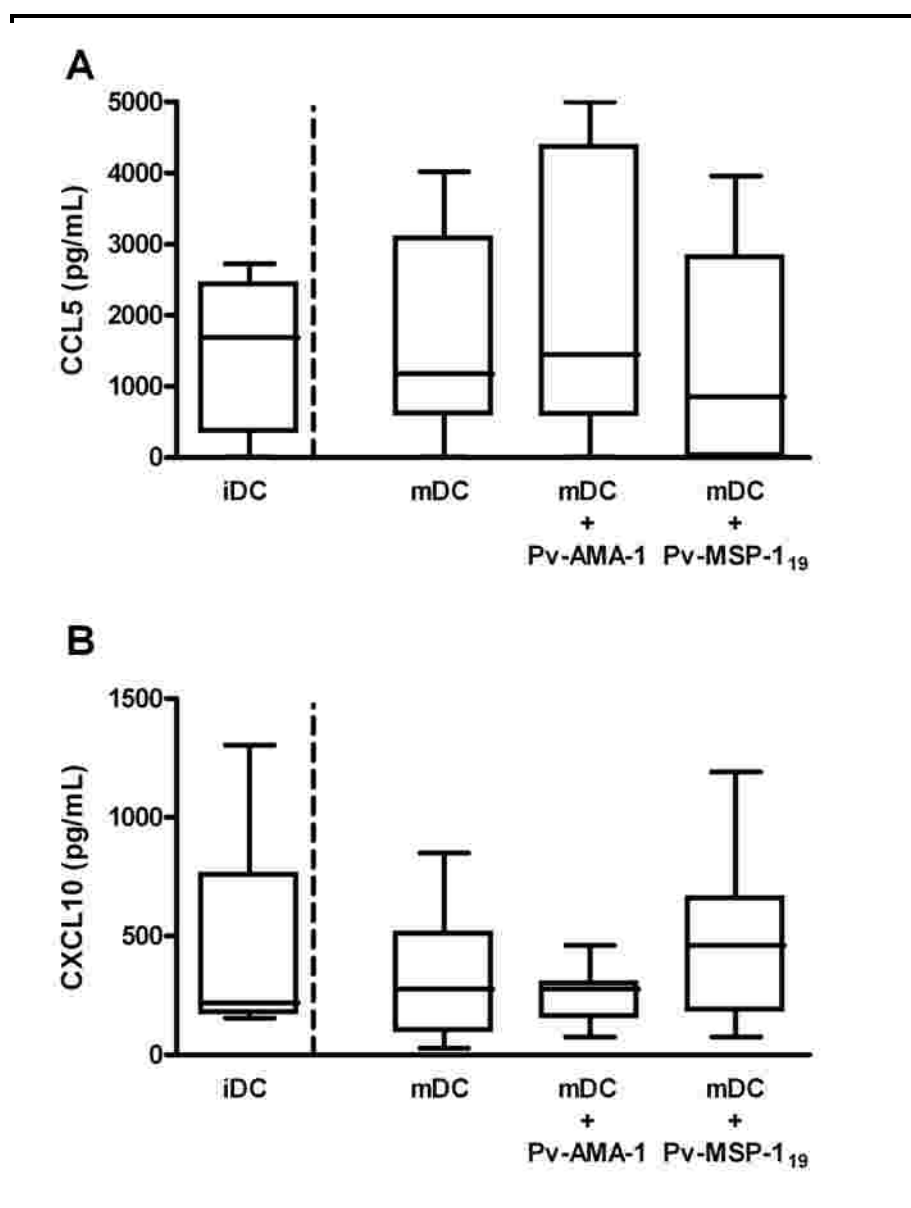 A
CCL5 (pg/mL)
5000
4000
3000
2000
1000
0
iDC
mDC
mDC
+
Pv-AMA-1
mDC
+
Pv-MSP-1₁₉
B
CXCL10 (pg/mL)
1500
1000
500
0
iDC
mDC
mDC
+
Pv-AMA-1
mDC
+
Pv-MSP-1₁₉